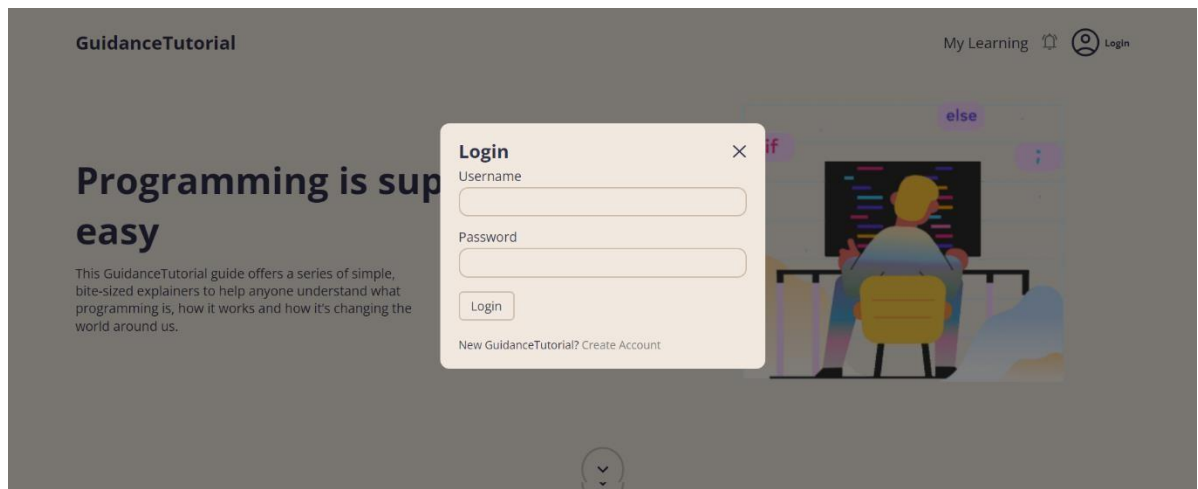 GuidanceTutorial
My Learning
Login
else
if
;
Programming is sup
easy
This GuidanceTutorial guide offers a series of simple,
bite-sized explainers to help anyone understand what
programming is, how it works and how it's changing the
world around us.
Login
Username
Password
Login
New GuidanceTutorial? Create Account